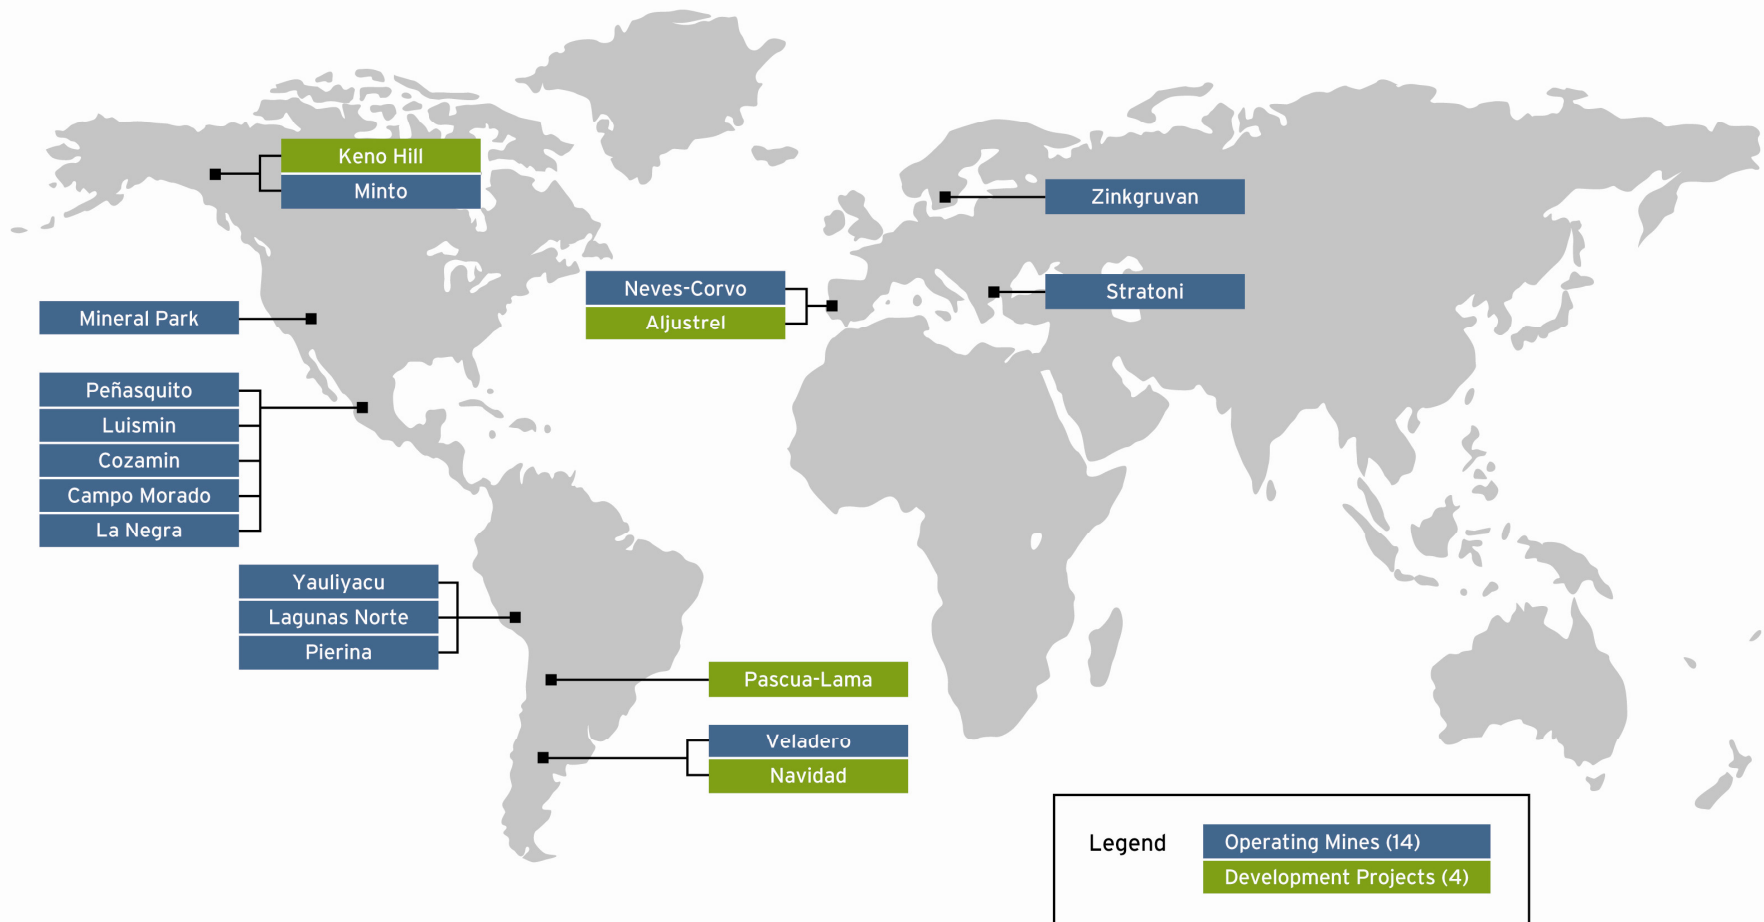 Keno Hill
Minto
Zinkgruvan
Neves-Corvo
Aljustrel
Stratoni
Mineral Park
Peñasquito
Luismin
Cozamin
Campo Morado
La Negra
Yauliyacu
Lagunas Norte
Pierina
Pascua-Lama
Veladero
Navidad
Legend
Operating Mines (14)
Development Projects (4)